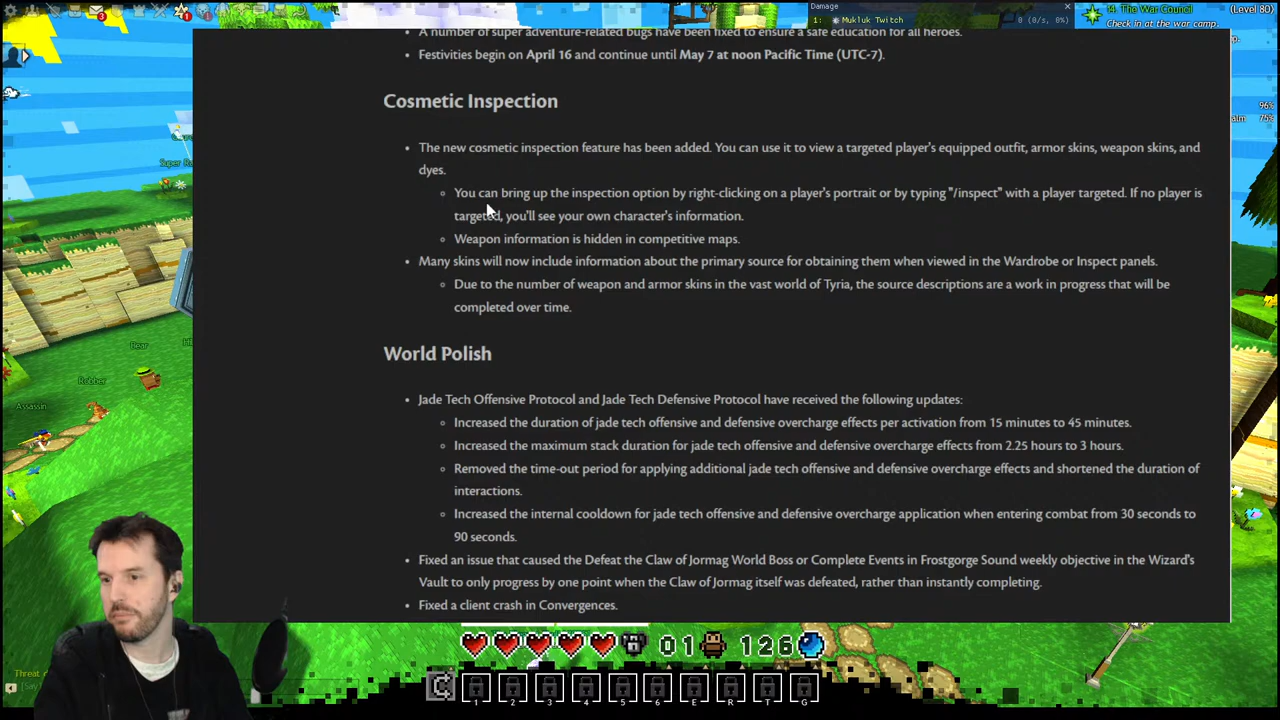 Damage
1: Mukluk Twitch
0 (0/s, 0%)
4. The War Council
(Level 80)
Check in at the war camp.
3
1
96%
75%
A number of super adventure-related bugs have been fixed to ensure a safe education for all heroes.
Festivities begin on April 16 and continue until May 7 at noon Pacific Time (UTC-7).
Cosmetic Inspection
The new cosmetic inspection feature has been added. You can use it to view a targeted player's equipped outfit, armor skins, weapon skins, and
dyes.
You can bring up the inspection option by right-clicking on a player's portrait or by typing "/inspect" with a player targeted. If no player is
targeted, you'll see your own character's information.
Weapon information is hidden in competitive maps.
Many skins will now include information about the primary source for obtaining them when viewed in the Wardrobe or Inspect panels.
Due to the number of weapon and armor skins in the vast world of Tyria, the source descriptions are a work in progress that will be
completed over time.
World Polish
Jade Tech Offensive Protocol and Jade Tech Defensive Protocol have received the following updates:
Increased the duration of jade tech offensive and defensive overcharge effects per activation from 15 minutes to 45 minutes.
Increased the maximum stack duration for jade tech offensive and defensive overcharge effects from 2.25 hours to 3 hours.
Removed the time-out period for applying additional jade tech offensive and defensive overcharge effects and shortened the duration of
interactions.
Increased the internal cooldown for jade tech offensive and defensive overcharge application when entering combat from 30 seconds to
90 seconds.
Fixed an issue that caused the Defeat the Claw of Jormag World Boss or Complete Events in Frostgorge Sound weekly objective in the Wizard's
Vault to only progress by one point when the Claw of Jormag itself was defeated, rather than instantly completing.
Fixed a client crash in Convergences.
Bear
Robber
Assassin
Threat
01 126
1 2 3 4 5 6 E R T G